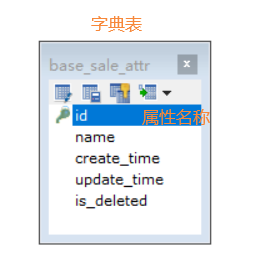 字典表
base_sale_attr
x
id
属性名称
name
create_time
update_time
is_deleted